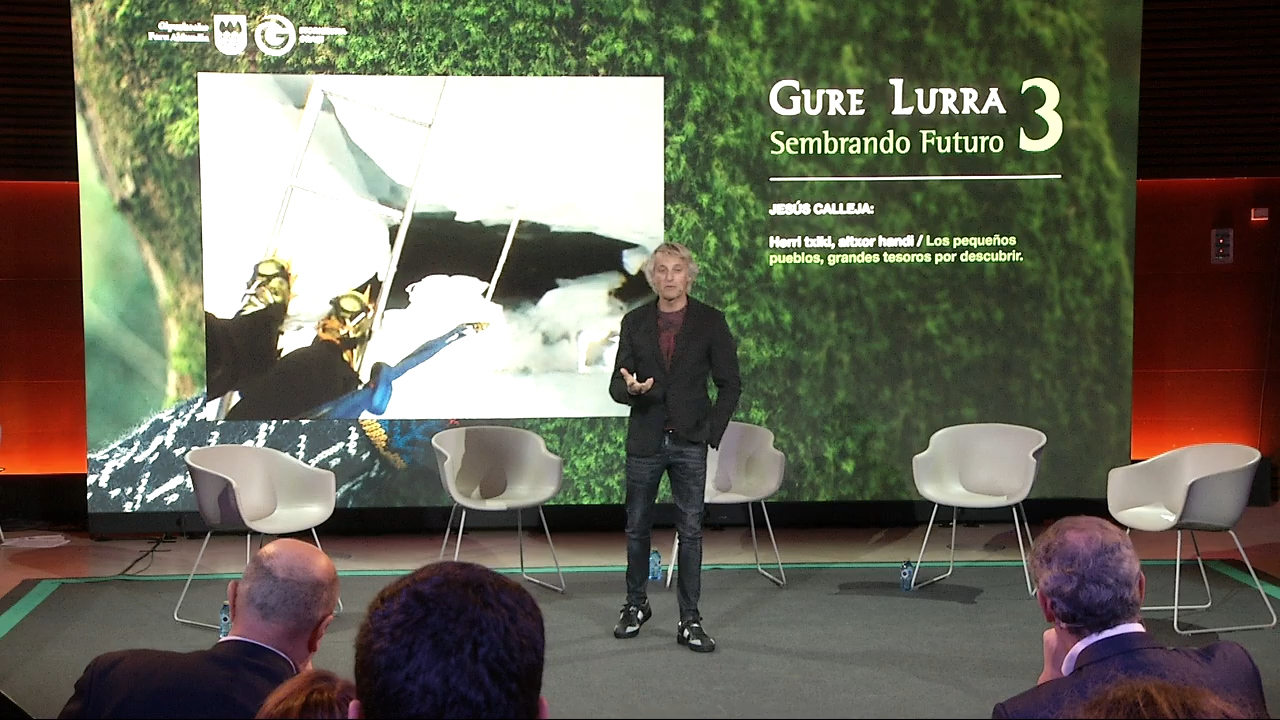 GURE LURRA 3
Sembrando Futuro
JESÚS CALLEJA:
Herri txiki, altxor handi / Los pequeños
pueblos, grandes tesoros por descubrir.